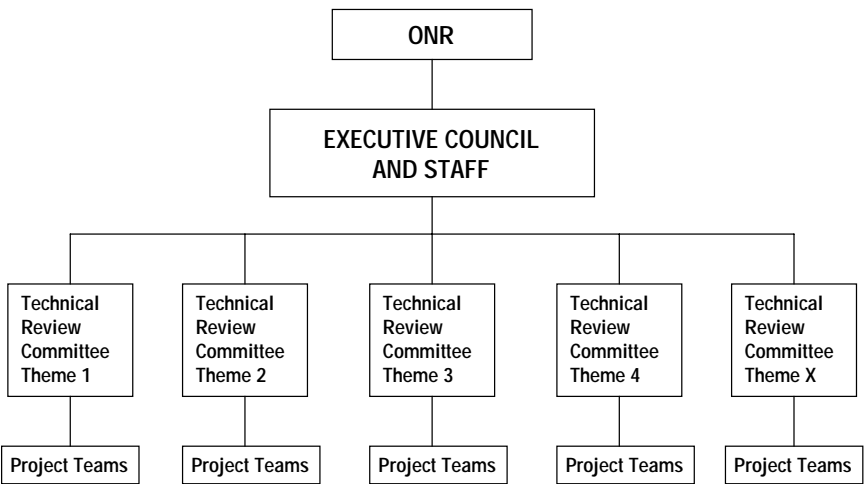 ONR
EXECUTIVE COUNCIL
AND STAFF
Technical
Review
Committee
Theme 1
Technical
Review
Committee
Theme 2
Technical
Review
Committee
Theme 3
Technical
Review
Committee
Theme 4
Technical
Review
Committee
Theme X
Project Teams
Project Teams
Project Teams
Project Teams
Project Teams